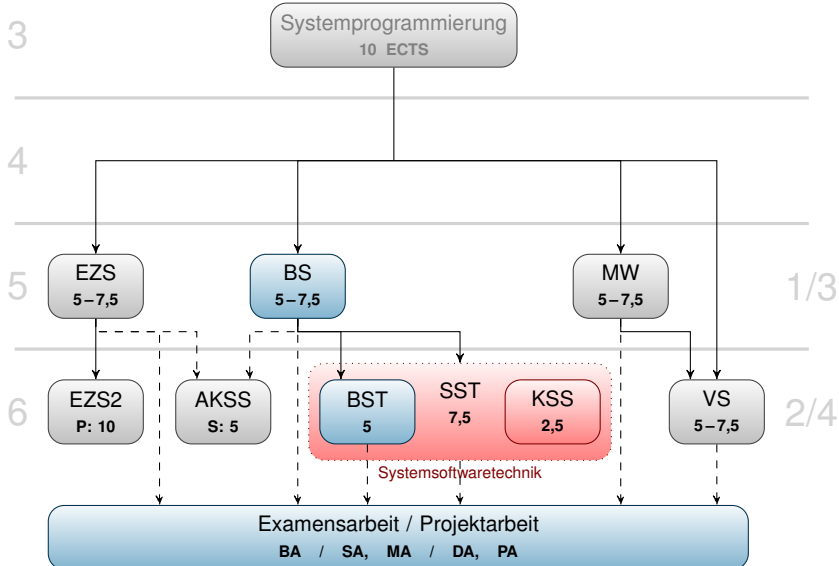 3
Systemprogrammierung
10 ECTS
4
5
EZS
5–7,5
BS
5–7,5
MW
5–7,5
1/3
6
EZS2
P: 10
AKSS
S: 5
BST
5
SST
7,5
KSS
2,5
VS
5–7,5
2/4
Systemsoftwaretechnik
Examensarbeit / Projektarbeit
BA / SA, MA / DA, PA